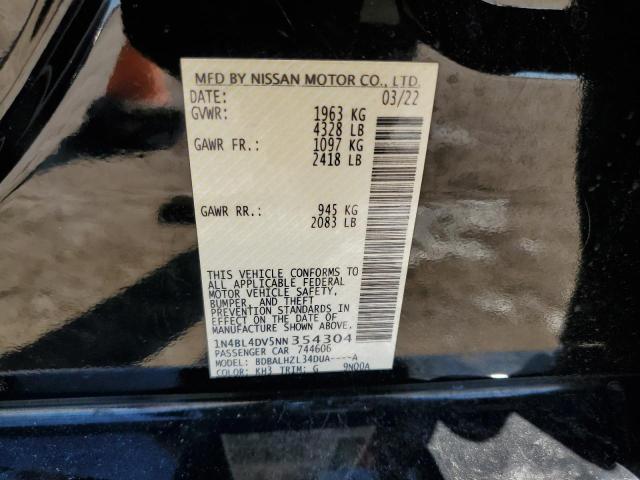 MFD BY NISSAN MOTOR CO., LTD.
DATE: 03/22
GVWR: 1963 KG
4328 LB
GAWR FR.: 1097 KG
2418 LB
GAWR RR.: 945 KG
2083 LB
THIS VEHICLE CONFORMS TO
ALL APPLICABLE FEDERAL
MOTOR VEHICLE SAFETY,
BUMPER, AND THEFT
PREVENTION STANDARDS IN
EFFECT ON THE DATE OF
MANUFACTURE SHOWN ABOVE.
1N4BL4DV5NN354304
PASSENGER CAR 744606
MODEL: BDBALHZL34DUA----A
COLOR: KH3 TRIM: G 9N00A